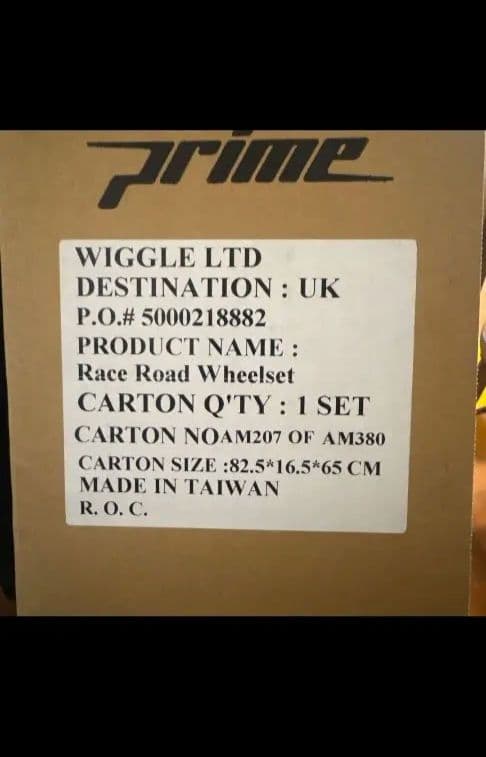 Prime
WIGGLE LTD
DESTINATION : UK
P.O.# 5000218882
PRODUCT NAME :
Race Road Wheelset
CARTON Q'TY : 1 SET
CARTON NOAM207 OF AM380
CARTON SIZE :82.5*16.5*65 CM
MADE IN TAIWAN
R. O. C.